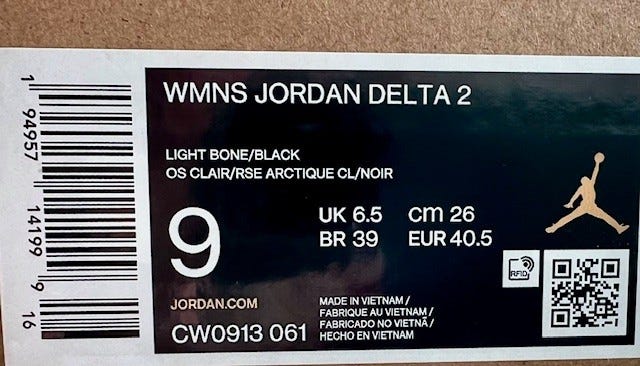 WMNS JORDAN DELTA 2
LIGHT BONE/BLACK
OS CLAIR/RSE ARCTIQUE CL/NOIR
9
UK 6.5 cm 26
BR 39 EUR 40.5
RFID
JORDAN.COM
CW0913 061
MADE IN VIETNAM /
FABRIQUE AU VIETNAM /
FABRICADO NO VIETNÃ /
HECHO EN VIETNAM
1 94957 14199 9 16